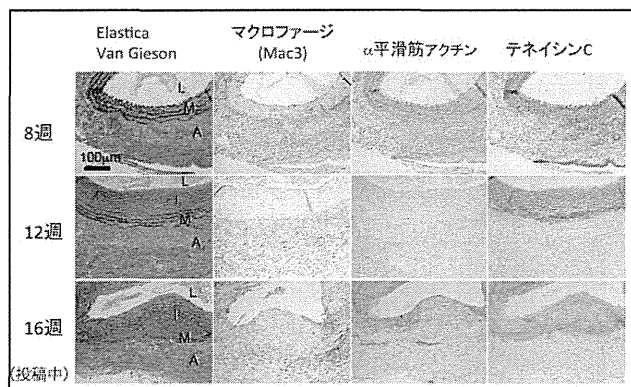 Elastica
Van Gieson
マクロファージ
(Mac3)
α平滑筋アクチン
テネイシンC
8週
L
M
A
100μm
12週
L
I
M
A
16週
L
I
M
A
(投稿中)